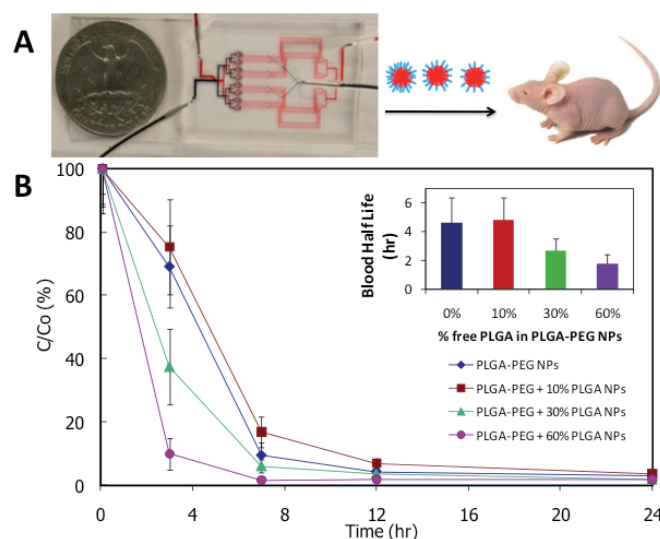 A
B
100
80
60
40
20
0
C/Co (%)
0
4
8
12
16
20
24
Time (hr)
Blood Half Life
(hr)
6
4
2
0
0%
10%
30%
60%
% free PLGA in PLGA-PEG NPs
PLGA-PEG NPs
PLGA-PEG + 10% PLGA NPs
PLGA-PEG + 30% PLGA NPs
PLGA-PEG + 60% PLGA NPs